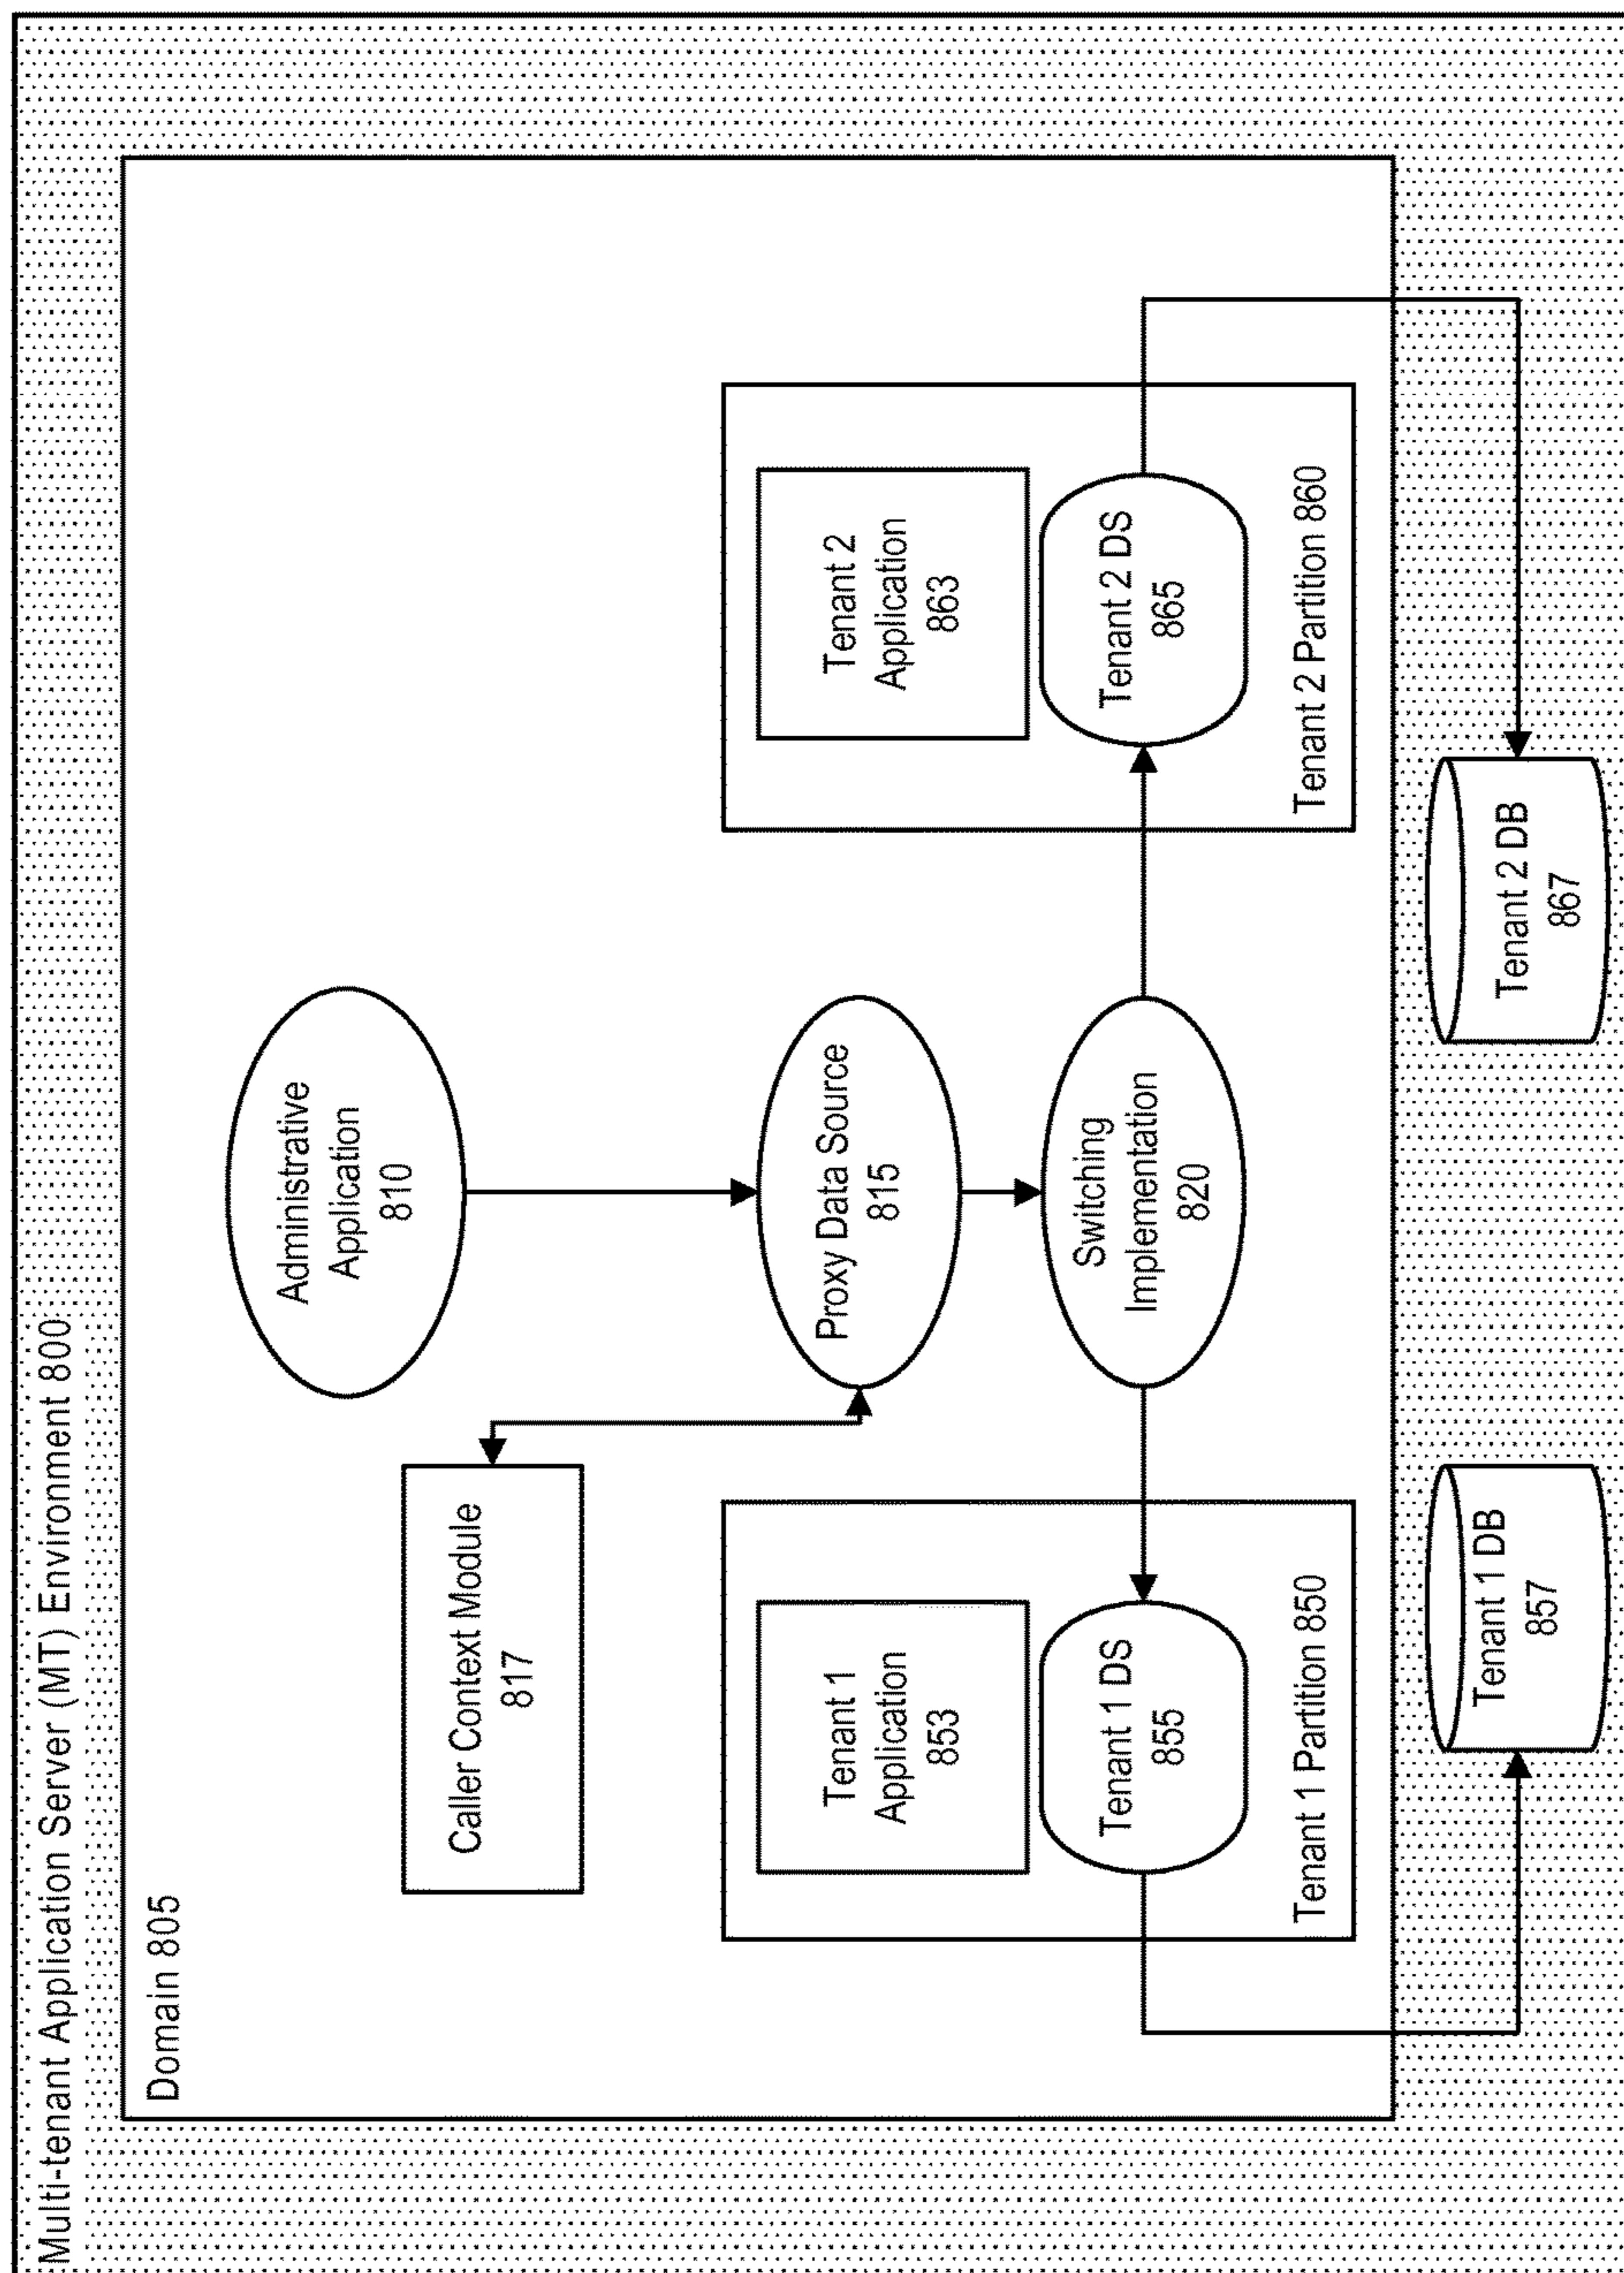 Multi-tenant Application Server (MT) Environment 800
Domain 805
Administrative
Application
810
Caller Context Module
817
Proxy Data Source
815
Switching
Implementation
820
Tenant 1
Application
853
Tenant 1 DS
855
Tenant 1 Partition 850
Tenant 2
Application
863
Tenant 2 DS
865
Tenant 2 Partition 860
Tenant 1 DB
857
Tenant 2 DB
867